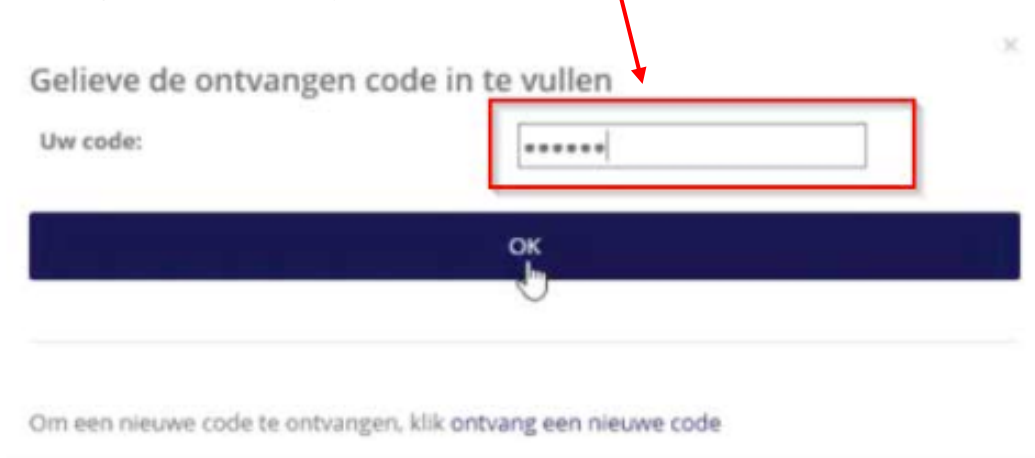 Gelieve de ontvangen code in te vullen
Uw code:
••••••
OK
Om een nieuwe code te ontvangen, klik ontvang een nieuwe code